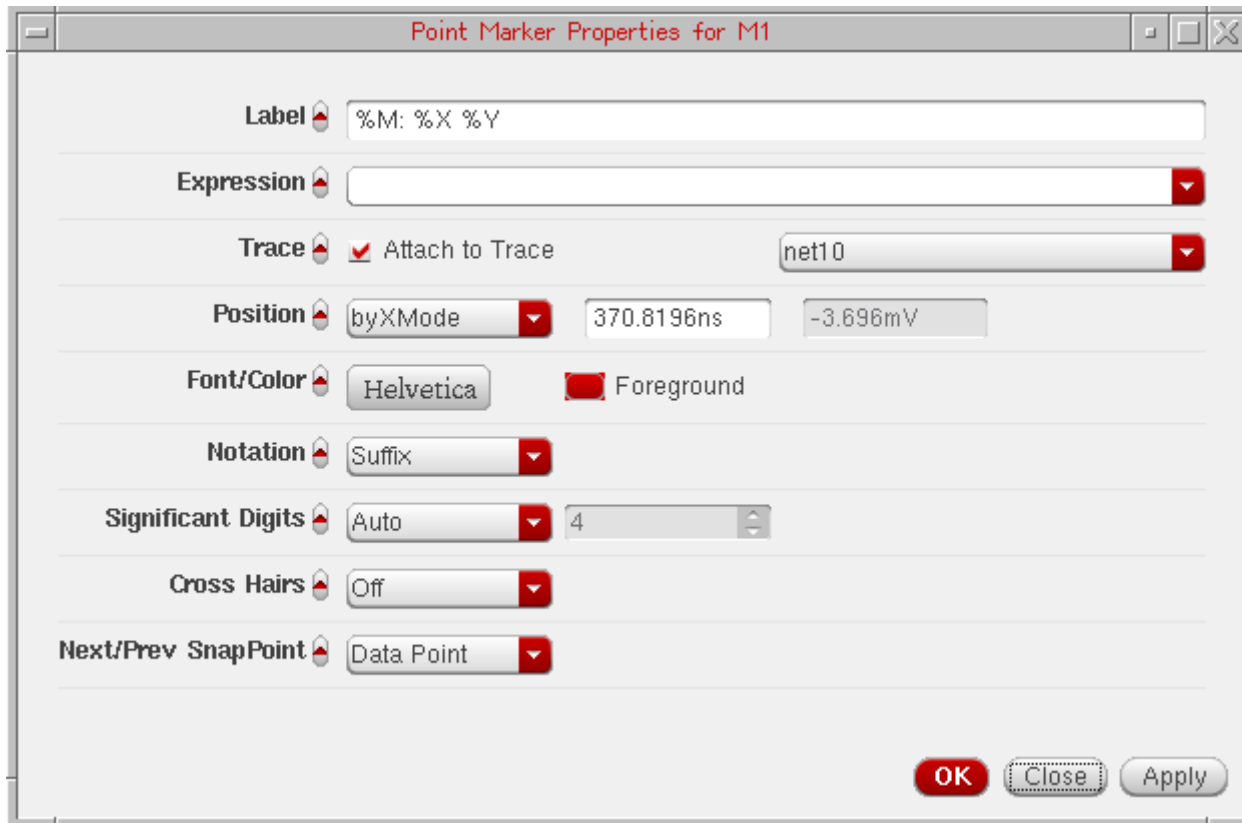 Point Marker Properties for M1
Label %M: %X %Y
Expression
Trace Attach to Trace net10
Position byXMode 370.8196ns -3.696mV
Font/Color Helvetica Foreground
Notation Suffix
Significant Digits Auto 4
Cross Hairs Off
Next/Prev SnapPoint Data Point
OK Close Apply